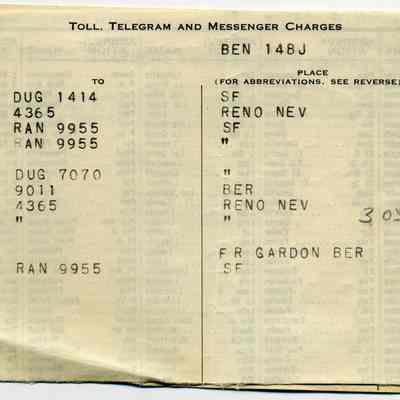 TOLL, TELEGRAM AND MESSENGER CHARGES
BEN 148J
TO PLACE
(FOR ABBREVIATIONS, SEE REVERSE)
DUG 1414 SF
4365 RENO NEV
RAN 9955 SF
RAN 9955 "
DUG 7070 "
9011 BER
4365 RENO NEV
" "
FR GARDON BER
RAN 9955 SF